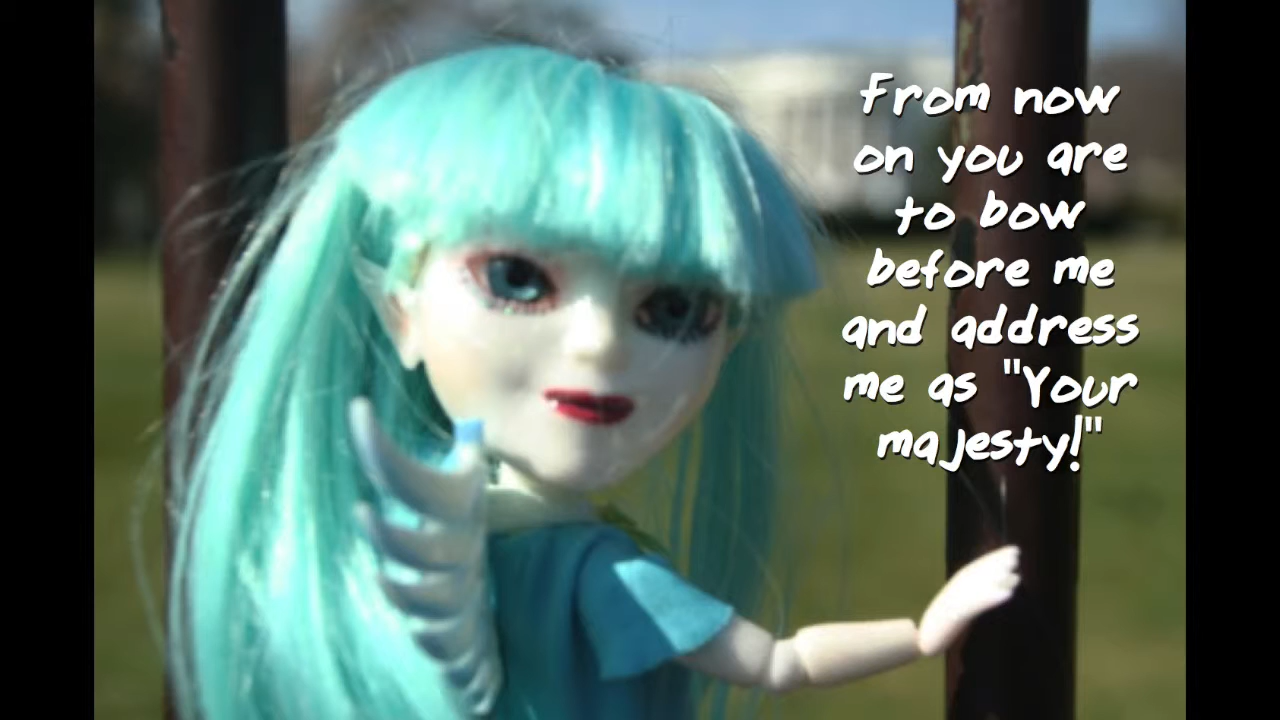 From now
on you are
to bow
before me
and address
me as "Your
majesty!"